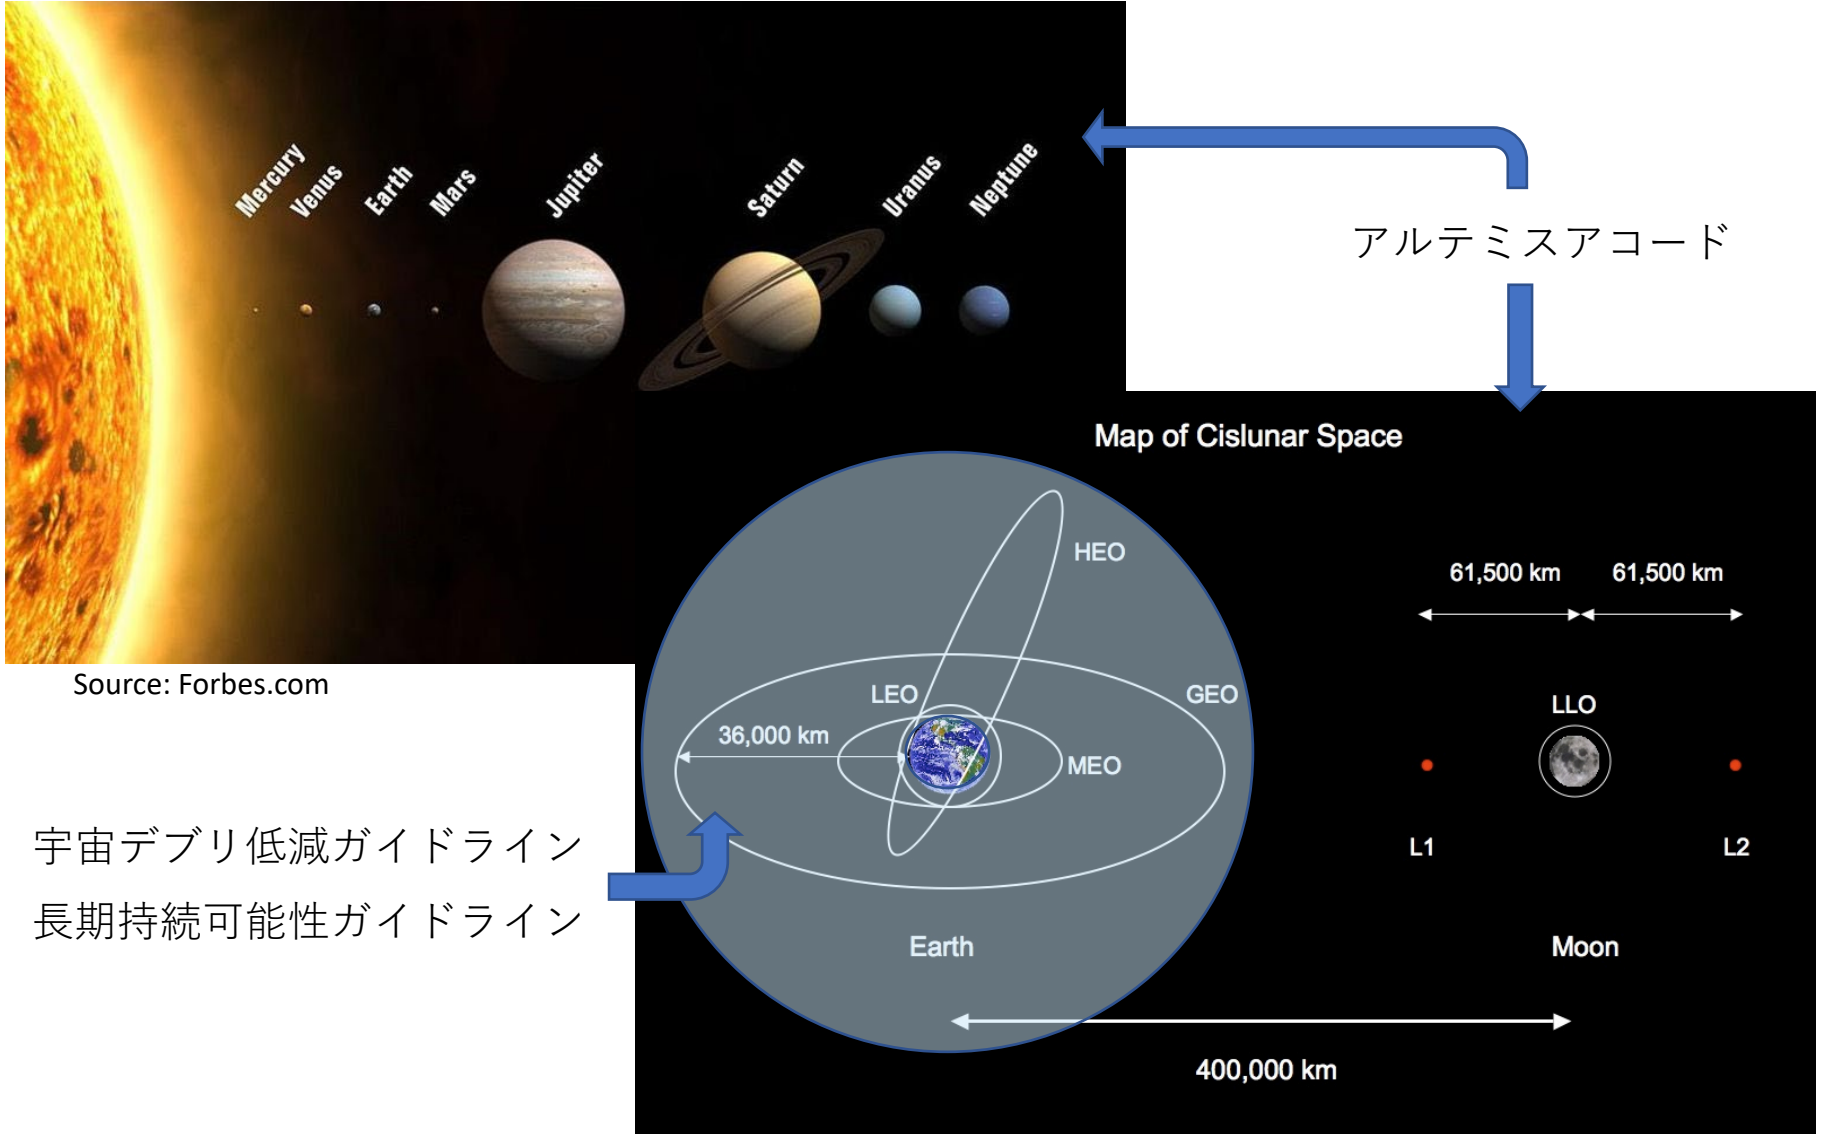 Mercury
Venus
Earth
Mars
Jupiter
Saturn
Uranus
Neptune
アルテミスアコード
Map of Cislunar Space
HEO
61,500 km
61,500 km
LEO
GEO
LLO
36,000 km
MEO
L1
L2
Earth
Moon
400,000 km
Source: Forbes.com
宇宙デブリ低減ガイドライン
長期持続可能性ガイドライン